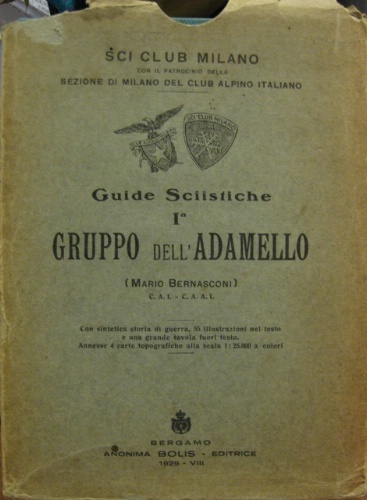 SCI CLUB MILANO
CON IL PATROCINIO DELLA
SEZIONE DI MILANO DEL CLUB ALPINO ITALIANO
SCI CLUB MILANO
Guide Sciistiche
Iª
GRUPPO DELL'ADAMELLO
(MARIO BERNASCONI)
C. A. I. - C. A. A. I.
Con sintetica storia di guerra, 55 illustrazioni nel testo
e una grande tavola fuori testo.
Annesse 4 carte topografiche alla scala 1:25.000 a colori
BERGAMO
ANONIMA BOLIS - EDITRICE
1929 - VIII